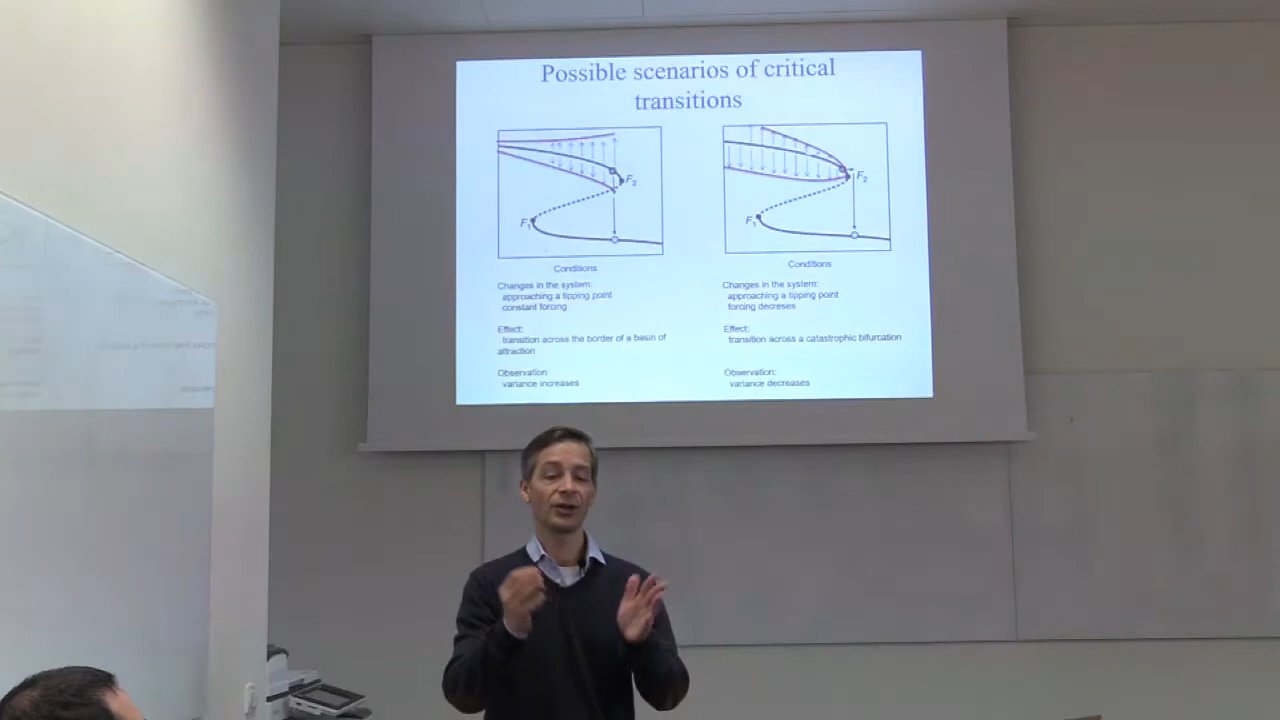 Possible scenarios of critical
transitions
F2
F1
Conditions
Changes in the system:
approaching a tipping point
constant forcing
Effect:
transition across the border of a basin of
attraction
Observation:
variance increases
F2
F1
Conditions
Changes in the system:
approaching a tipping point
forcing decreses
Effect:
transition across a catastrophic bifurcation
Observation:
variance decreases